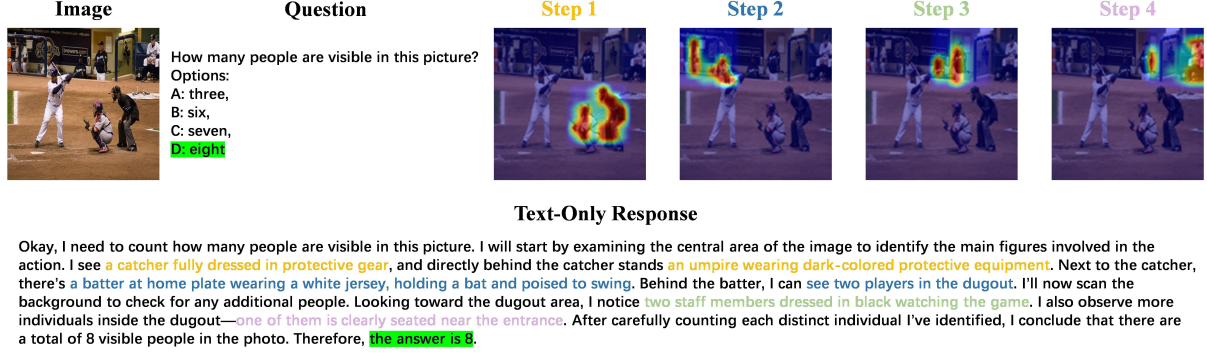 Image
Question
Step 1
Step 2
Step 3
Step 4
How many people are visible in this picture?
Options:
A: three,
B: six,
C: seven,
D: eight
Text-Only Response
Okay, I need to count how many people are visible in this picture. I will start by examining the central area of the image to identify the main figures involved in the
action. I see a catcher fully dressed in protective gear, and directly behind the catcher stands an umpire wearing dark-colored protective equipment. Next to the catcher,
there's a batter at home plate wearing a white jersey, holding a bat and poised to swing. Behind the batter, I can see two players in the dugout. I'll now scan the
background to check for any additional people. Looking toward the dugout area, I notice two staff members dressed in black watching the game. I also observe more
individuals inside the dugout—one of them is clearly seated near the entrance. After carefully counting each distinct individual I've identified, I conclude that there are
a total of 8 visible people in the photo. Therefore, the answer is 8.